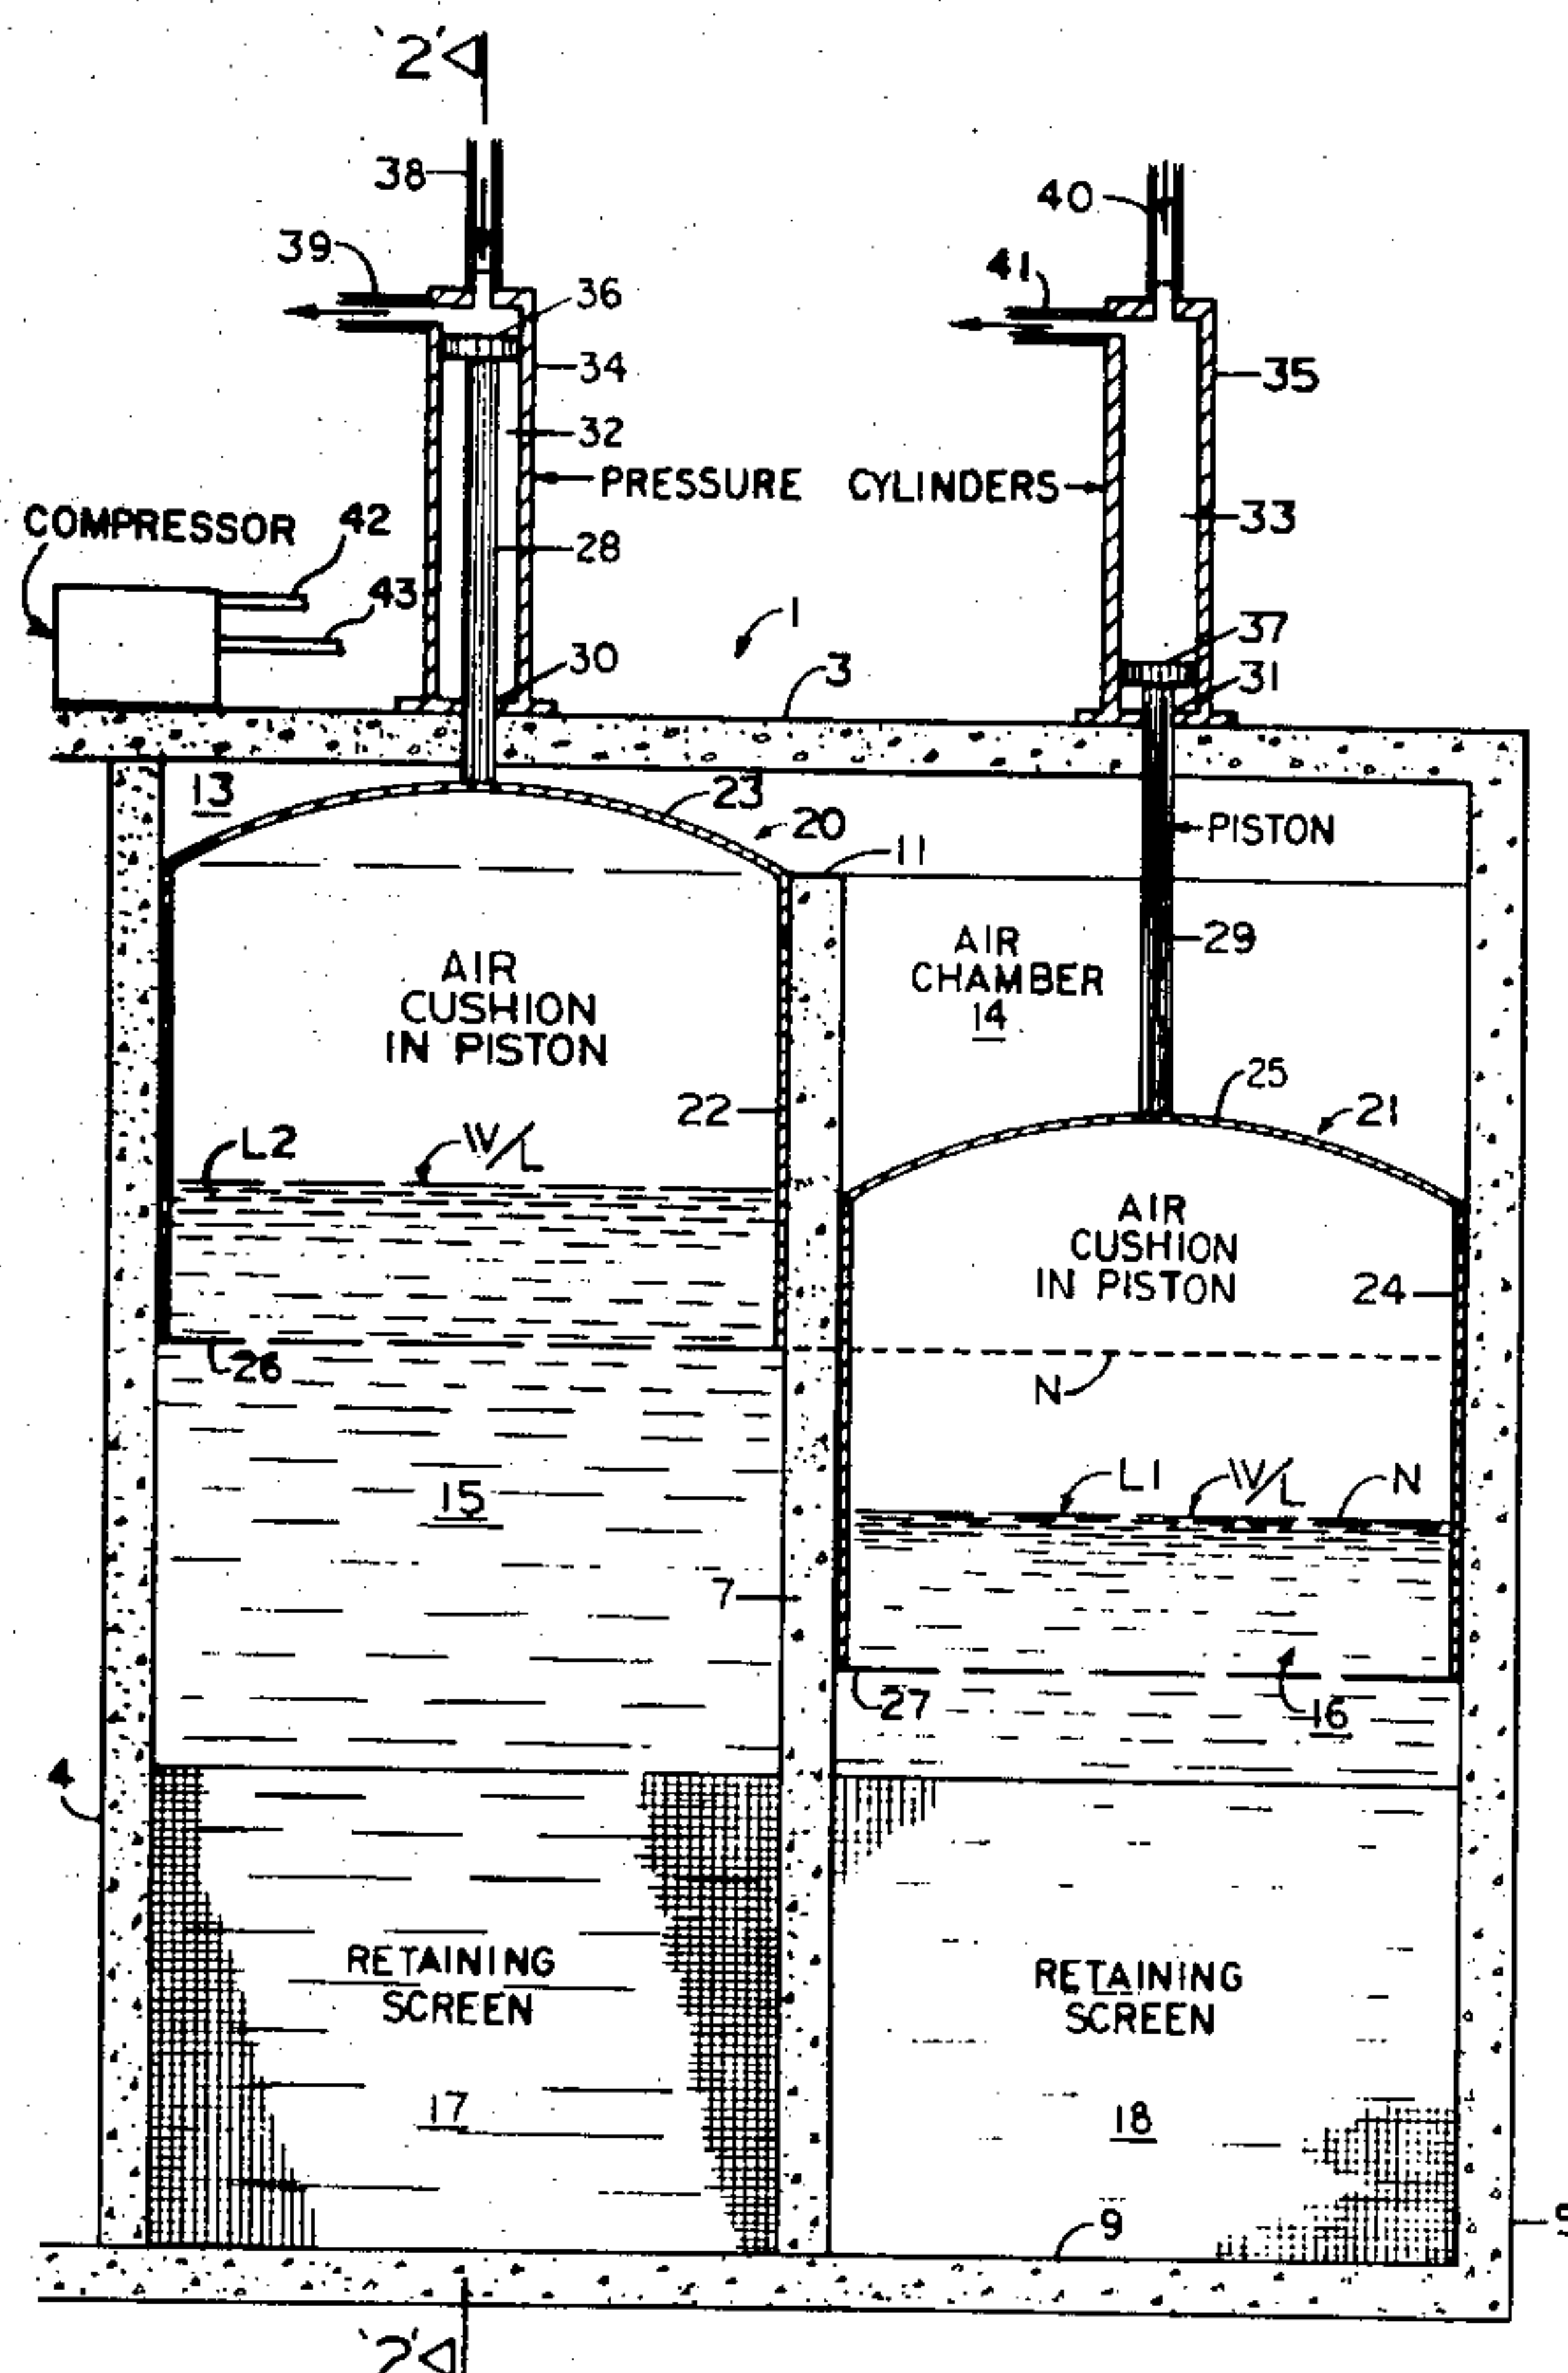 '2'
38
40
39
41
36
34
35
32
PRESSURE CYLINDERS
33
COMPRESSOR
42
28
43
1
37
30
3
31
13
23
20
PISTON
11
AIR
CUSHION
IN PISTON
AIR
CHAMBER
14
29
22
25
21
L2
W/L
AIR
CUSHION
IN PISTON
24
26
N
15
L1
W/L
N
7
27
16
4
RETAINING
SCREEN
RETAINING
SCREEN
17
18
9
'2'